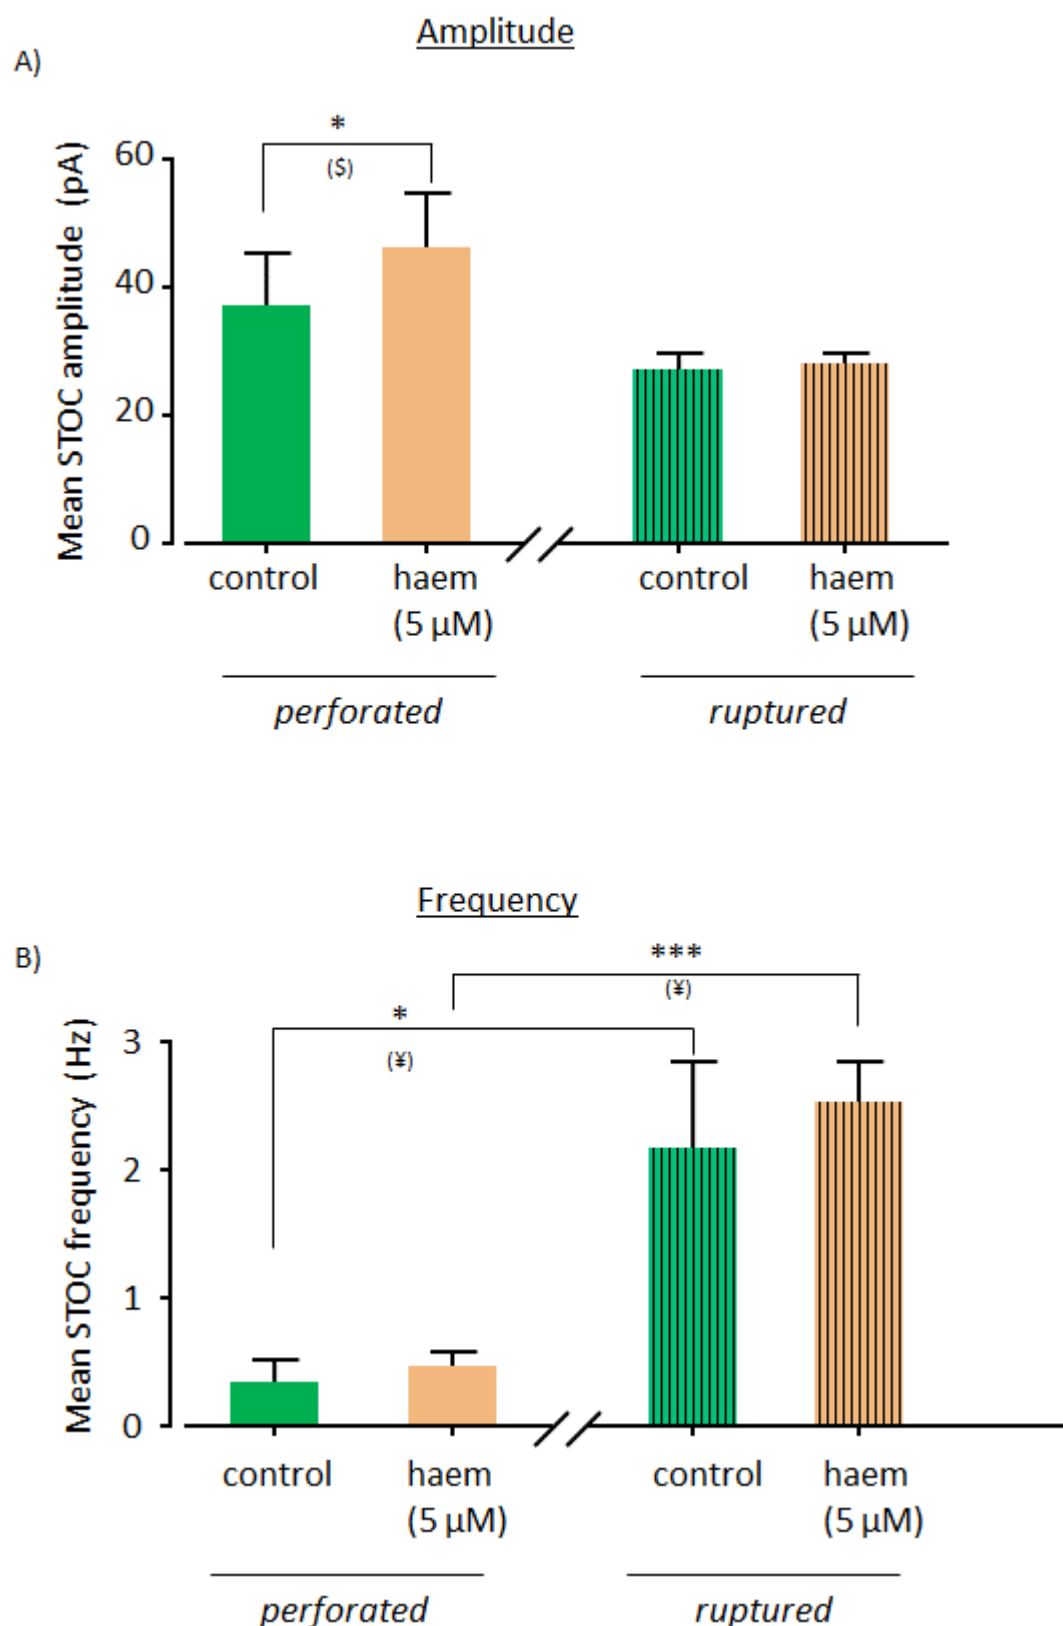 Amplitude
A)
*
($)
Mean STOC amplitude (pA)
60
40
20
0
control
haem
(5 µM)
control
haem
(5 µM)
perforated
ruptured
Frequency
B)
***
(¥)
*
(¥)
Mean STOC frequency (Hz)
3
2
1
0
control
haem
(5 µM)
control
haem
(5 µM)
perforated
ruptured